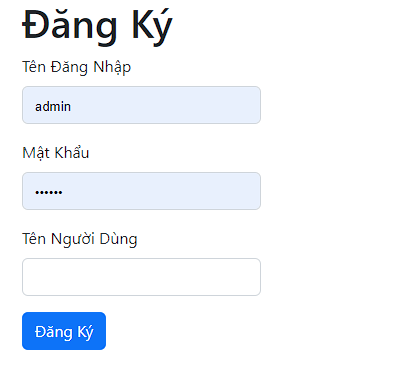 Đăng Ký
Tên Đăng Nhập
admin
Mật Khẩu
••••••
Tên Người Dùng
Đăng Ký